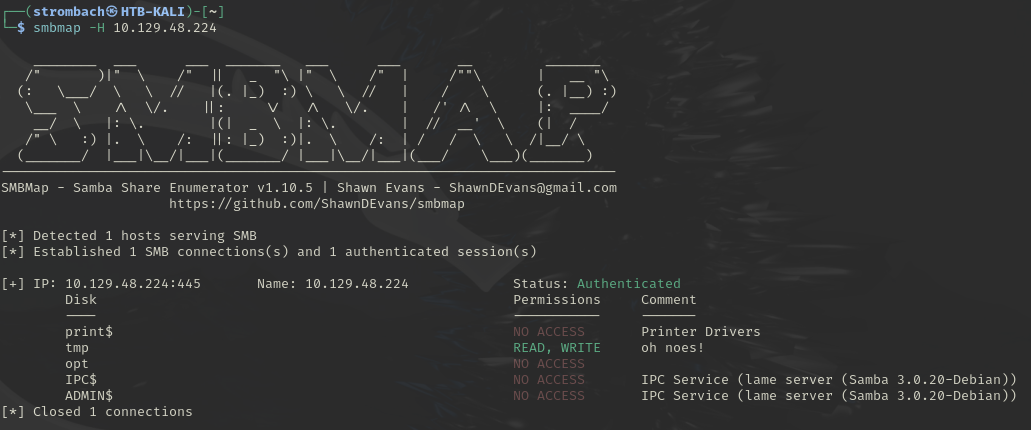 ┌──(strombach㉿HTB-KALI)-[~]
└─$ smbmap -H 10.129.48.224
SMBMAP
SMBMap - Samba Share Enumerator v1.10.5 | Shawn Evans - ShawnDEvans@gmail.com
https://github.com/ShawnDEvans/smbmap
[*] Detected 1 hosts serving SMB
[*] Established 1 SMB connections(s) and 1 authenticated session(s)
[+] IP: 10.129.48.224:445 Name: 10.129.48.224 Status: Authenticated
Disk Permissions Comment
---- ----------- -------
print$ NO ACCESS Printer Drivers
tmp READ, WRITE oh noes!
opt NO ACCESS
IPC$ NO ACCESS IPC Service (lame server (Samba 3.0.20-Debian))
ADMIN$ NO ACCESS IPC Service (lame server (Samba 3.0.20-Debian))
[*] Closed 1 connections